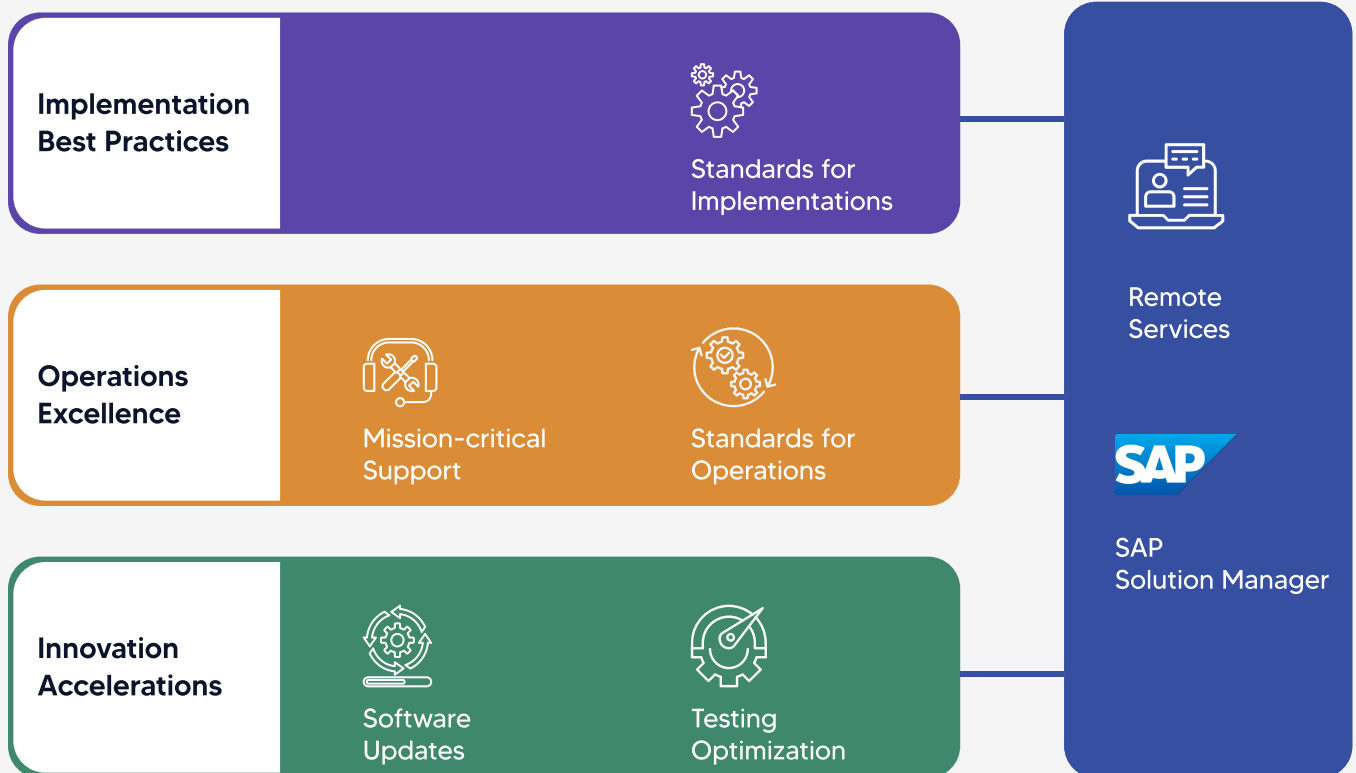 Implementation
Best Practices
Standards for
Implementations
Operations
Excellence
Mission-critical
Support
Standards for
Operations
Innovation
Accelerations
Software
Updates
Testing
Optimization
Remote
Services
SAP
SAP
Solution Manager